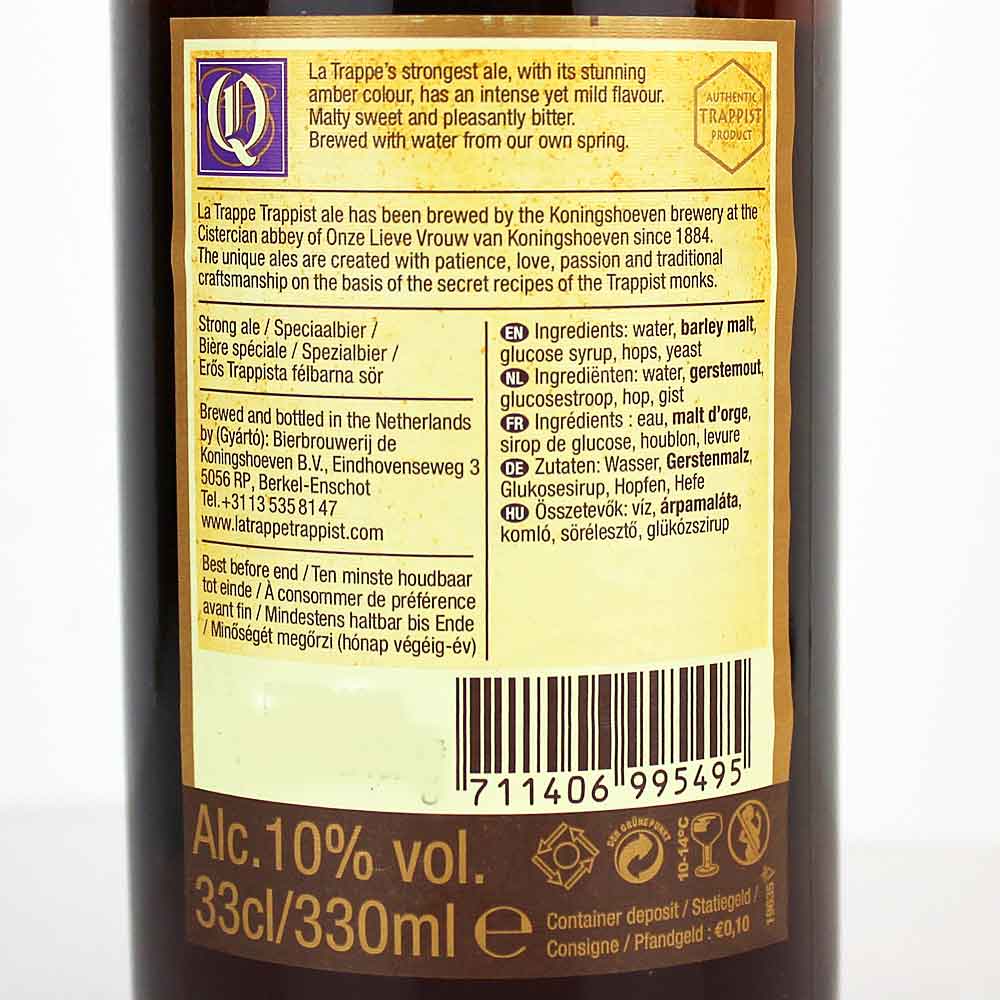 Q
La Trappe's strongest ale, with its stunning
amber colour, has an intense yet mild flavour.
Malty sweet and pleasantly bitter.
Brewed with water from our own spring.
AUTHENTIC
TRAPPIST
PRODUCT
La Trappe Trappist ale has been brewed by the Koningshoeven brewery at the
Cistercian abbey of Onze Lieve Vrouw van Koningshoeven since 1884.
The unique ales are created with patience, love, passion and traditional
craftsmanship on the basis of the secret recipes of the Trappist monks.
Strong ale / Speciaalbier /
Bière spéciale / Spezialbier /
Erős Trappista félbarna sör
Brewed and bottled in the Netherlands
by (Gyártó): Bierbrouwerij de
Koningshoeven B.V., Eindhovenseweg 3
5056 RP, Berkel-Enschot
Tel.+31 13 535 8147
www.latrappetrappist.com
Best before end / Ten minste houdbaar
tot einde / À consommer de préférence
avant fin / Mindestens haltbar bis Ende
/ Minőségét megőrzi (hónap végéig-év)
EN Ingredients: water, barley malt,
glucose syrup, hops, yeast
NL Ingrediënten: water, gerstemout,
glucosestroop, hop, gist
FR Ingrédients : eau, malt d'orge,
sirop de glucose, houblon, levure
DE Zutaten: Wasser, Gerstenmalz,
Glukosesirup, Hopfen, Hefe
HU Összetevők: víz, árpamaláta,
komló, sörélesztő, glükózszirup
711406 995495
Alc.10% vol.
33cl/330ml e
DER GRÜNE PUNKT
10-14°C
Container deposit / Statiegeld /
Consigne / Pfandgeld : €0,10
19635